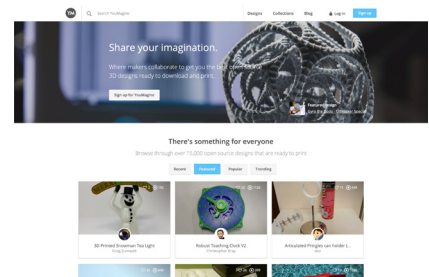 YM
Search YouMagine
Designs
Collections
Blog
Log in
Sign up
Share your imagination.
Where makers collaborate to get you the best open source
3D designs ready to download and print.
Sign up for YouMagine
Featured design
There's something for everyone
Browse through over 15,000 open source designs that are ready to print
Recent
Featured
Popular
Trending
3D Printed Snowman Tea Light
Robust Teaching Clock V2
Articulated Pringles can holder (...